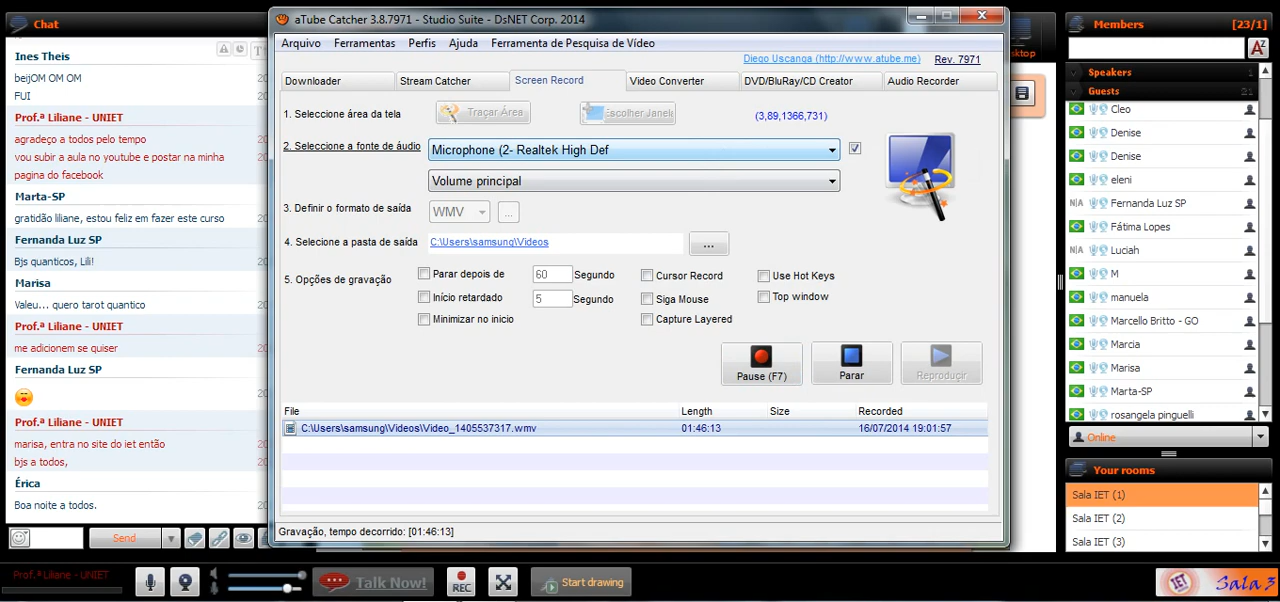 Chat
Ines Theis
beijOM OM OM
FUI
Prof.ª Liliane - UNIET
agradeço a todos pelo tempo
vou subir a aula no youtube e postar na minha
pagina do facebook
Marta-SP
gratidão liliane, estou feliz em fazer este curso
Fernanda Luz SP
Bjs quanticos, Lili!
Marisa
Valeu... quero tarot quantico
Prof.ª Liliane - UNIET
me adicionem se quiser
Fernanda Luz SP
Prof.ª Liliane - UNIET
marisa, entra no site do iet então
bjs a todos,
Érica
Boa noite a todos.
Send
aTube Catcher 3.8.7971 - Studio Suite - DsNET Corp. 2014
Arquivo Ferramentas Perfis Ajuda Ferramenta de Pesquisa de Vídeo
Diego Uscanga (http://www.atube.me) Rev. 7971
Downloader Stream Catcher Screen Record Video Converter DVD/BluRay/CD Creator Audio Recorder
1. Seleccione área da tela Traçar Área Escolher Janela (3,89,1366,731)
2. Seleccione a fonte de áudio Microphone (2- Realtek High Def
Volume principal
3. Definir o formato de saída WMV ...
4. Selecione a pasta de saída C:\Users\samsung\Videos ...
5. Opções de gravação
Parar depois de 60 Segundo Cursor Record Use Hot Keys
Início retardado 5 Segundo Siga Mouse Top window
Minimizar no inicio Capture Layered
Pause (F7) Parar Reproduçir
File Length Size Recorded
C:\Users\samsung\Videos\Video_1405537317.wmv 01:46:13 16/07/2014 19:01:57
Gravação, tempo decorrido: [01:46:13]
Members [23/1]
Speakers 1
Guests 21
Cleo
Denise
Denise
eleni
N/A Fernanda Luz SP
Fátima Lopes
N/A Luciah
M
manuela
Marcello Britto - GO
Marcia
Marisa
Marta-SP
rosangela pinguelli
Online
Your rooms
Sala IET (1)
Sala IET (2)
Sala IET (3)
Prof.ª Liliane - UNIET
Talk Now!
REC
Start drawing
IET Sala 3